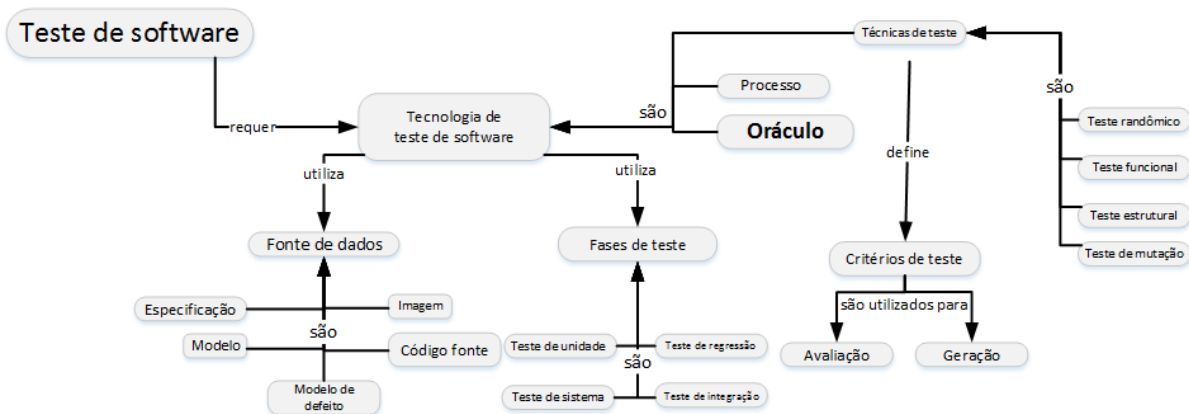 Teste de software
Técnicas de teste
Processo
são
são
Tecnologia de
teste de software
requer
Oráculo
Teste randômico
define
utiliza
utiliza
Teste funcional
Teste estrutural
Fonte de dados
Fases de teste
Critérios de teste
Teste de mutação
Especificação
Imagem
são utilizados para
são
Modelo
Código fonte
Teste de unidade
Teste de regressão
Avaliação
Geração
são
Modelo de
defeito
Teste de sistema
Teste de integração